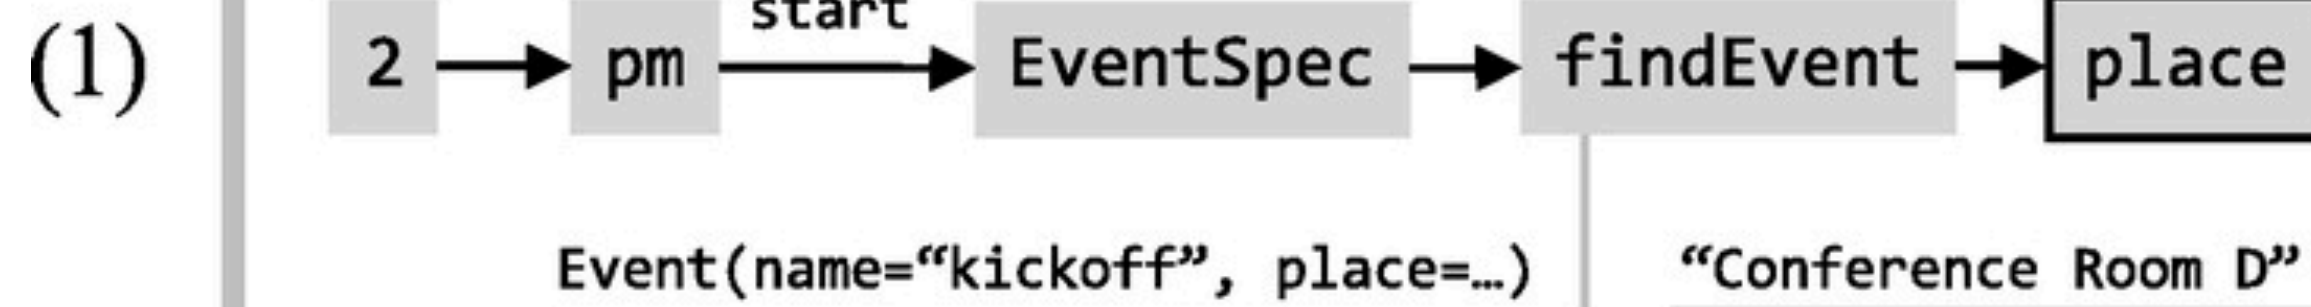 start
(1) 2 pm EventSpec findEvent place
Event(name=“kickoff”, place=…) “Conference Room D”